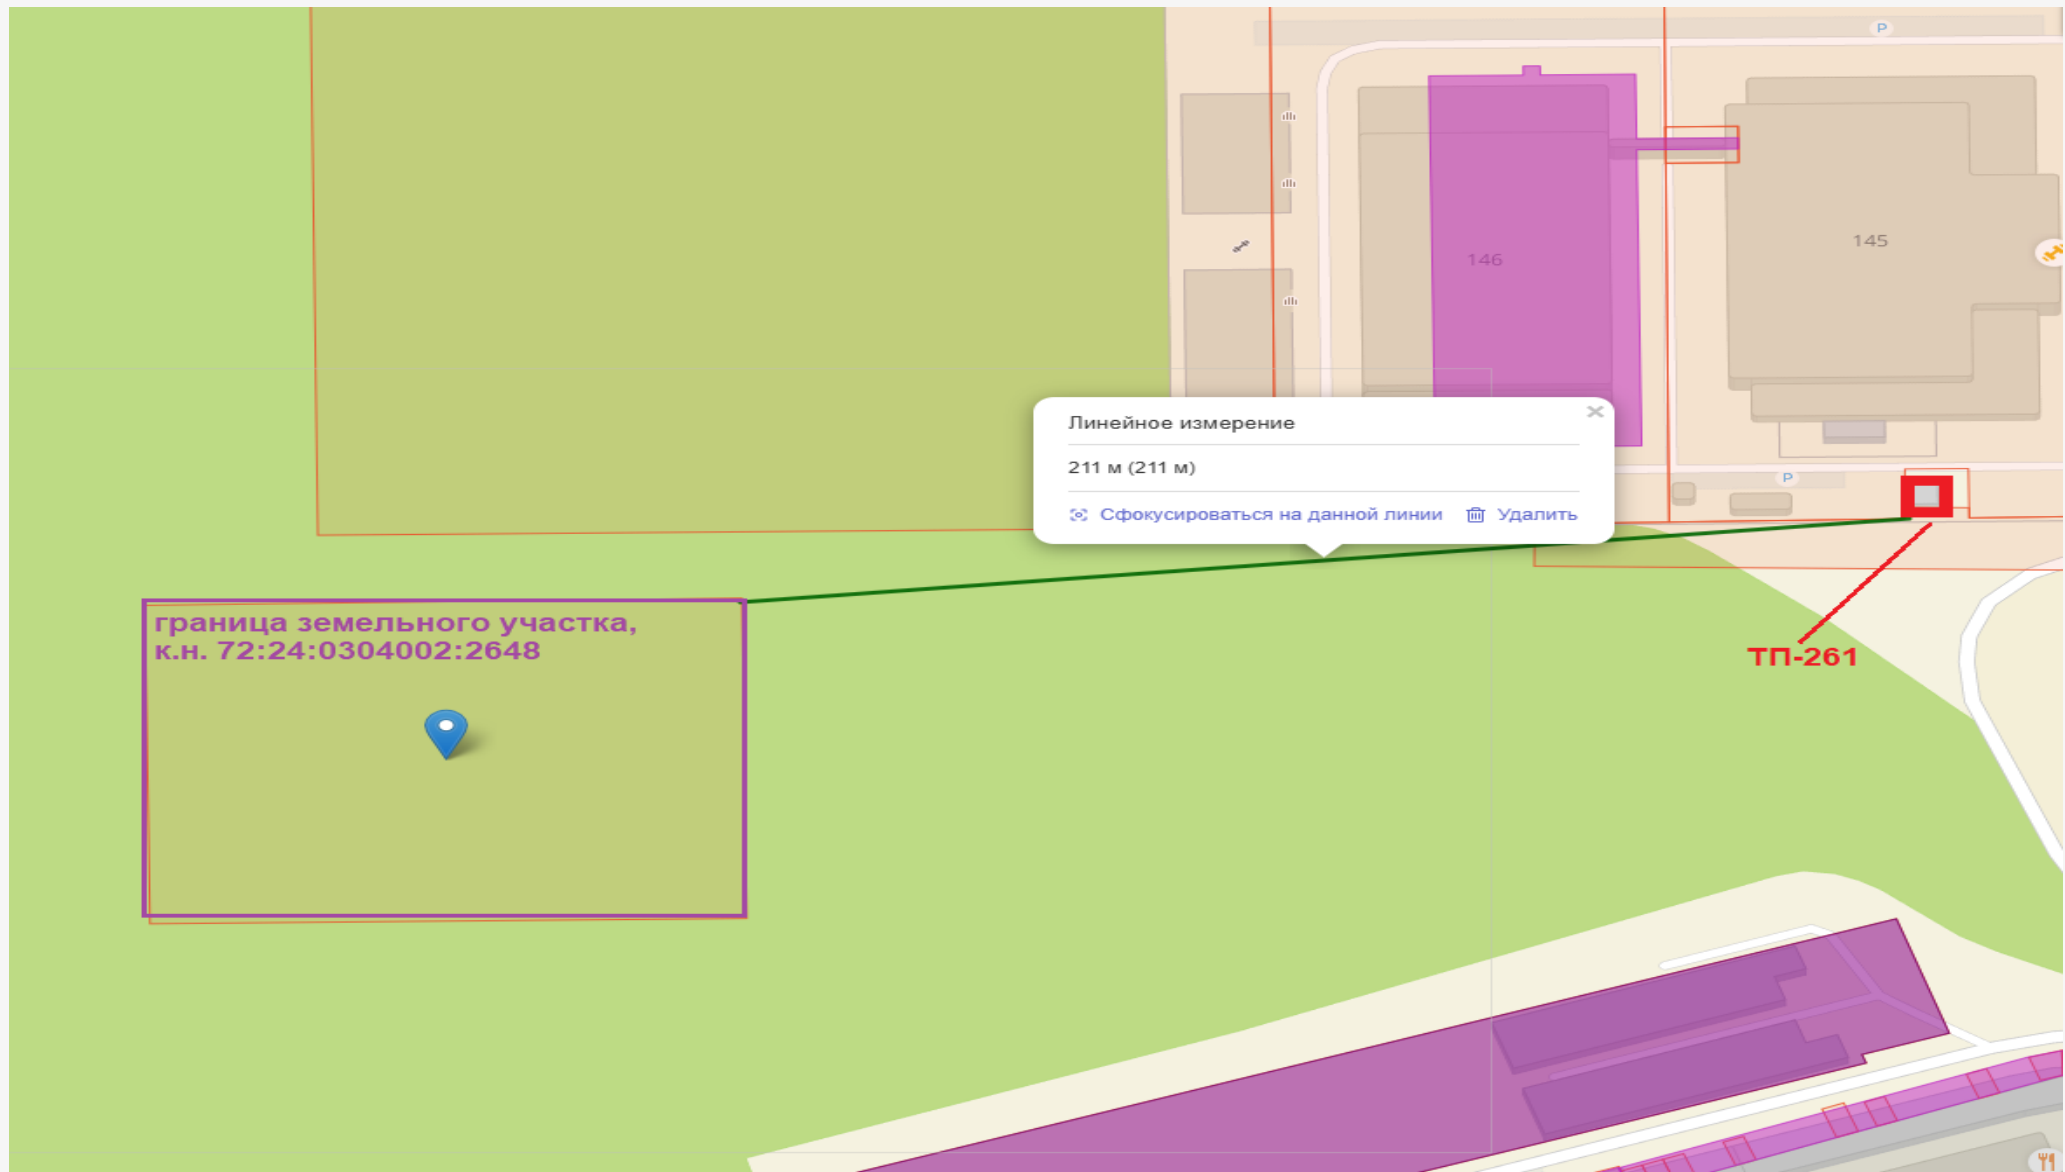 P
145
146
Линейное измерение
211 м (211 м)
Сфокусироваться на данной линии
Удалить
P
граница земельного участка,
к.н. 72:24:0304002:2648
ТП-261